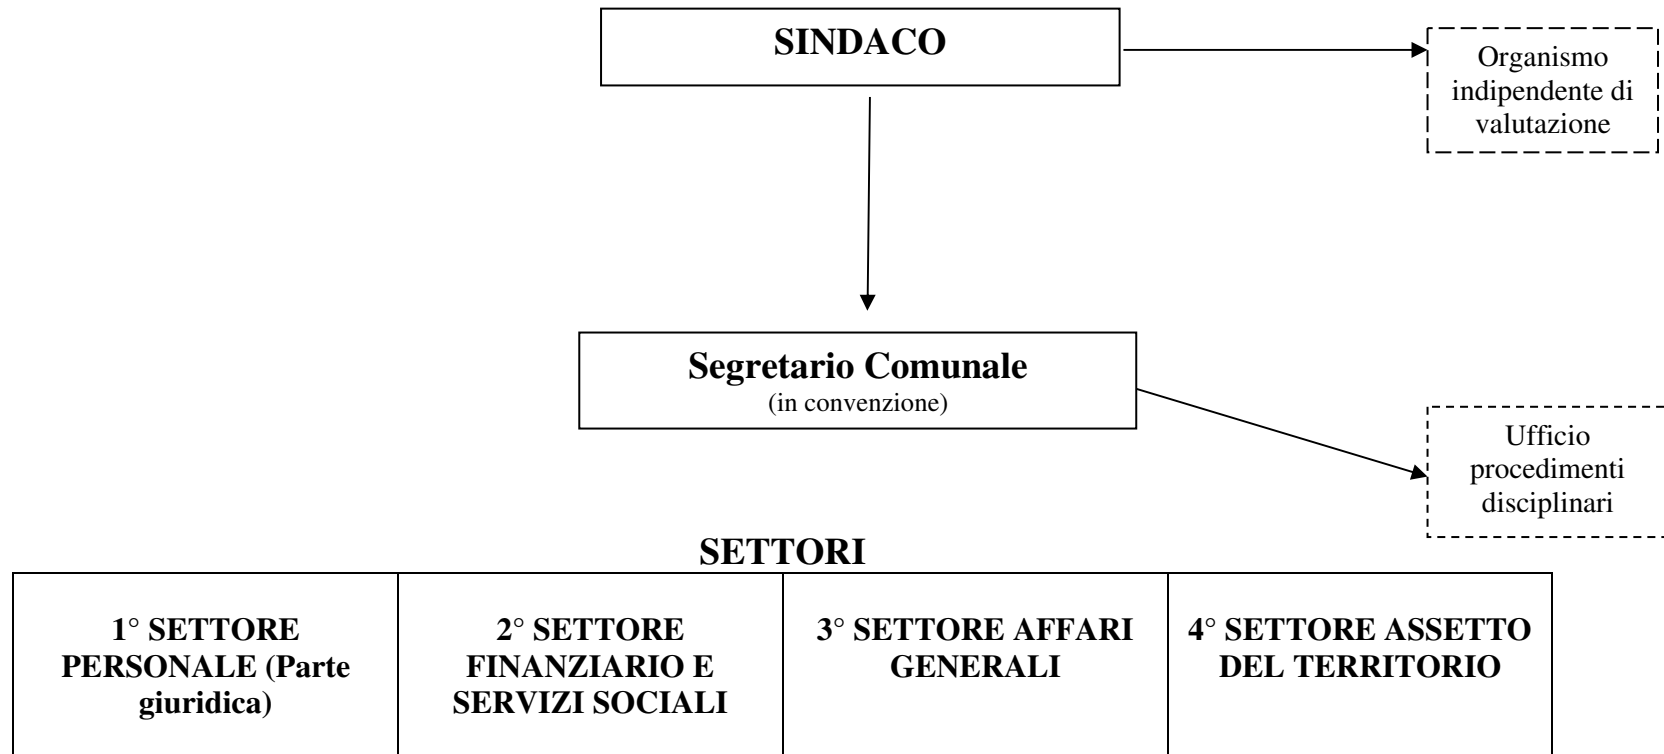 SINDACO
Organismo
indipendente di
valutazione
Segretario Comunale
(in convenzione)
Ufficio
procedimenti
disciplinari
SETTORI
1° SETTORE
PERSONALE (Parte
giuridica)
2° SETTORE
FINANZIARIO E
SERVIZI SOCIALI
3° SETTORE AFFARI
GENERALI
4° SETTORE ASSETTO
DEL TERRITORIO